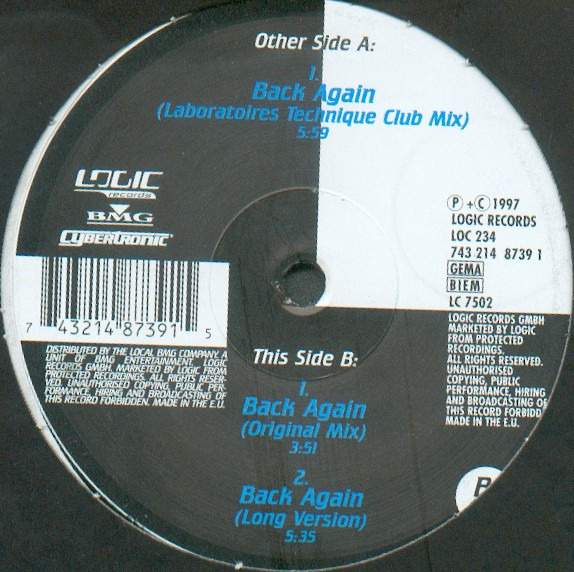 Other Side A:
1.
Back Again
(Laboratoires Technique Club Mix)
5:59
LOGIC
records
BMG
CYBERTRONIC
℗ + © 1997
LOGIC RECORDS
LOC 234
743 214 8739 1
GEMA
BIEM
LC 7502
7 43214 87391 5
DISTRIBUTED BY THE LOCAL BMG COMPANY. A
UNIT OF BMG ENTERTAINMENT. LOGIC
RECORDS GMBH. MARKETED BY LOGIC FROM
PROTECTED RECORDINGS. ALL RIGHTS RESER-
VED. UNAUTHORISED COPYING, PUBLIC PER-
FORMANCE, HIRING AND BROADCASTING OF
THIS RECORD FORBIDDEN. MADE IN THE E.U.
LOGIC RECORDS GMBH
MARKETED BY LOGIC
FROM PROTECTED
RECORDINGS.
ALL RIGHTS RESERVED.
UNAUTHORISED
COPYING, PUBLIC
PERFORMANCE, HIRING
AND BROADCASTING OF
THIS RECORD FORBIDD
MADE IN THE E.U.
This Side B:
1.
Back Again
(Original Mix)
3:51
2.
Back Again
(Long Version)
5:35
B